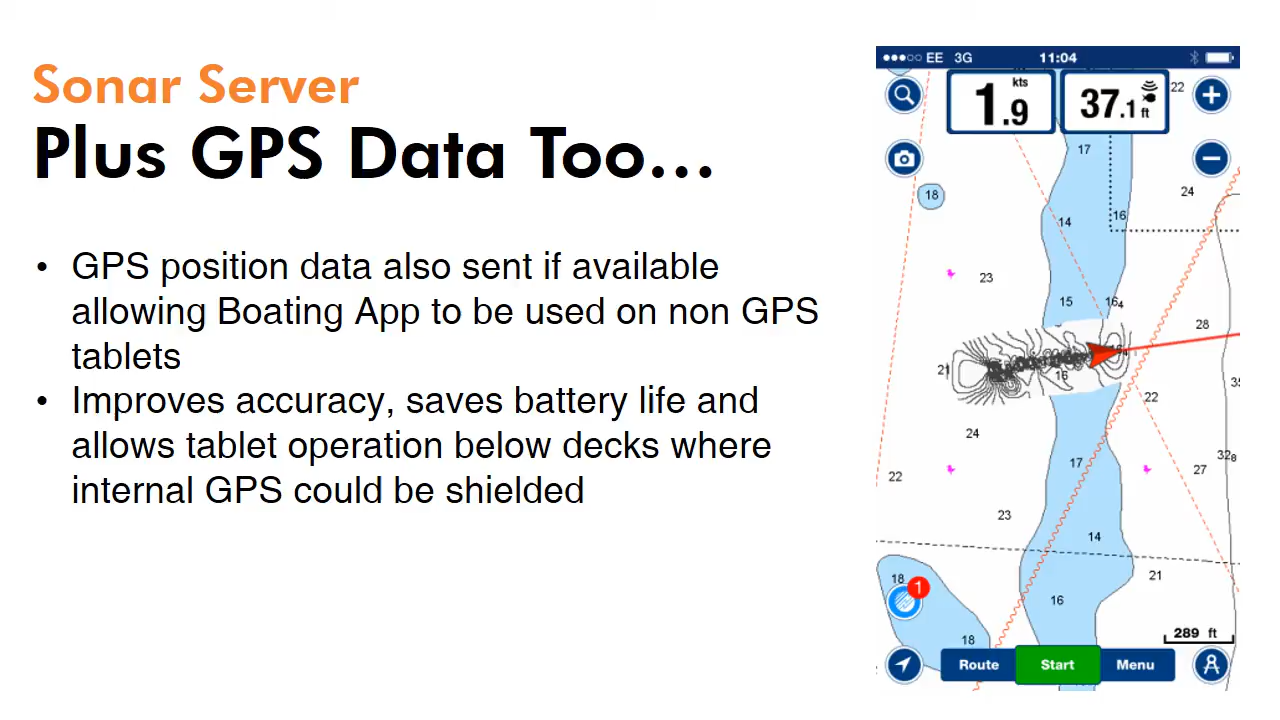 Sonar Server
Plus GPS Data Too…
• GPS position data also sent if available
allowing Boating App to be used on non GPS
tablets
• Improves accuracy, saves battery life and
allows tablet operation below decks where
internal GPS could be shielded
EE 3G 11:04
1.9 kts
37.1 ft
22
17
18
24
14
16
23
15
16₄
28
21
16
35
22
24
17
32₈
22
27
23
14
18
1
21
16
18
289 ft
Route Start Menu